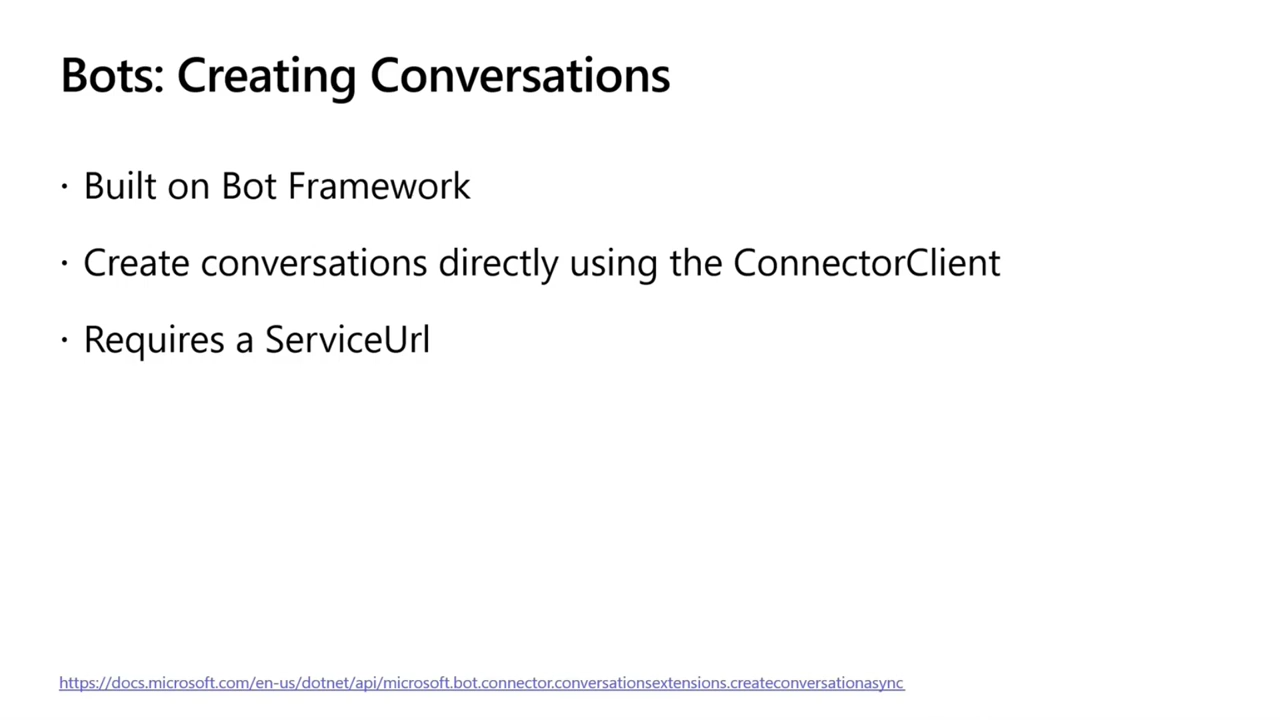 Bots: Creating Conversations
· Built on Bot Framework
· Create conversations directly using the ConnectorClient
· Requires a ServiceUrl
https://docs.microsoft.com/en-us/dotnet/api/microsoft.bot.connector.conversationsextensions.createconversationasync